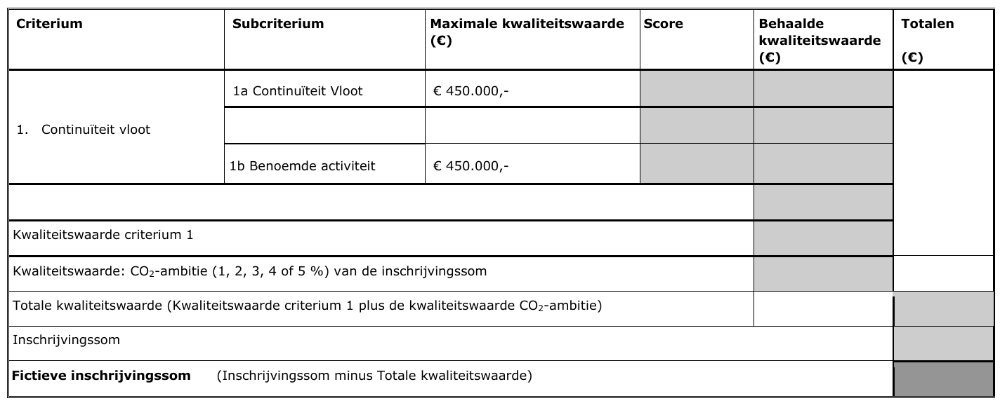 Criterium
Subcriterium
Maximale kwaliteitswaarde
(€)
Score
Behaalde
kwaliteitswaarde
(€)
Totalen
(€)
1. Continuïteit vloot
1a Continuïteit Vloot
€ 450.000,-
1b Benoemde activiteit
€ 450.000,-
Kwaliteitswaarde criterium 1
Kwaliteitswaarde: CO₂-ambitie (1, 2, 3, 4 of 5 %) van de inschrijvingssom
Totale kwaliteitswaarde (Kwaliteitswaarde criterium 1 plus de kwaliteitswaarde CO₂-ambitie)
Inschrijvingssom
Fictieve inschrijvingssom (Inschrijvingssom minus Totale kwaliteitswaarde)